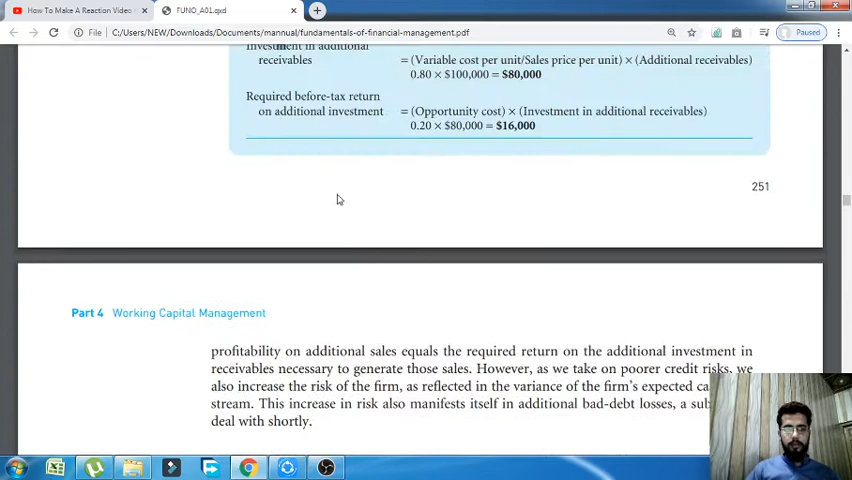 How To Make A Reaction Video
FUNO_A01.qxd
File
C:/Users/NEW/Downloads/Documents/mannual/fundamentals-of-financial-management.pdf
Paused
Investment in additional
receivables = (Variable cost per unit/Sales price per unit) × (Additional receivables)
0.80 × $100,000 = $80,000
Required before-tax return
on additional investment = (Opportunity cost) × (Investment in additional receivables)
0.20 × $80,000 = $16,000
251
Part 4 Working Capital Management
profitability on additional sales equals the required return on the additional investment in
receivables necessary to generate those sales. However, as we take on poorer credit risks, we
also increase the risk of the firm, as reflected in the variance of the firm's expected
stream. This increase in risk also manifests itself in additional bad-debt losses, a
deal with shortly.